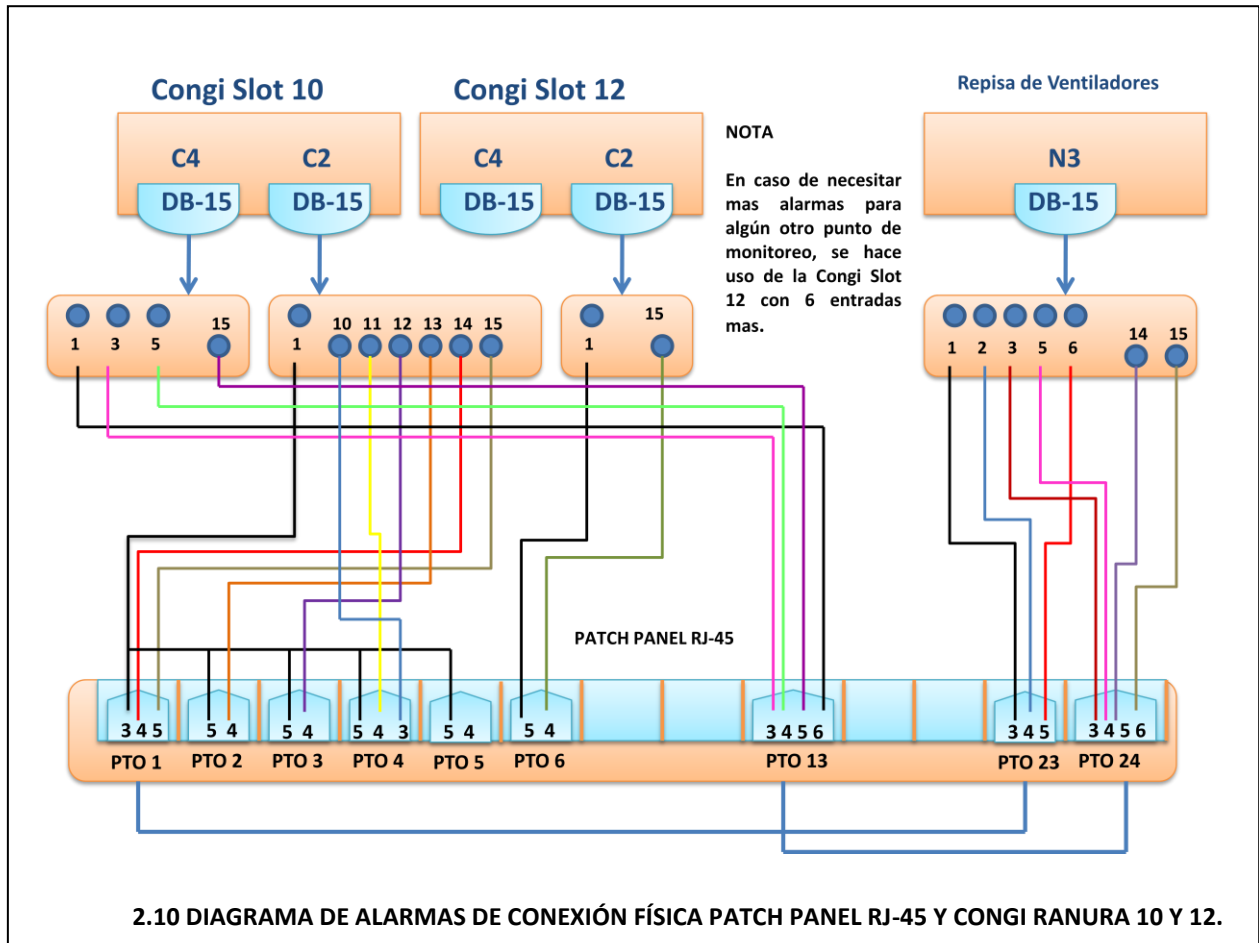 Congi Slot 10
Congi Slot 12
Repisa de Ventiladores
C4
C2
C4
C2
N3
DB-15
DB-15
DB-15
DB-15
DB-15
NOTA
En caso de necesitar
mas alarmas para
algún otro punto de
monitoreo, se hace
uso de la Congi Slot
12 con 6 entradas
mas.
1 3 5 15
1 10 11 12 13 14 15
1 15
1 2 3 5 6 14 15
PATCH PANEL RJ-45
3 4 5
5 4
5 4
5 4 3
5 4
5 4
3 4 5 6
3 4 5
3 4 5 6
PTO 1
PTO 2
PTO 3
PTO 4
PTO 5
PTO 6
PTO 13
PTO 23
PTO 24
2.10 DIAGRAMA DE ALARMAS DE CONEXIÓN FÍSICA PATCH PANEL RJ-45 Y CONGI RANURA 10 Y 12.